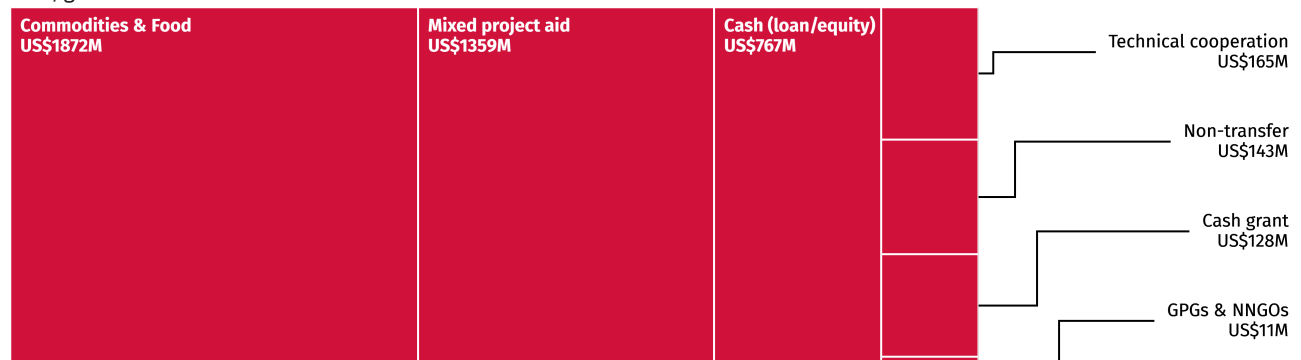 Commodities & Food
US$1872M
Mixed project aid
US$1359M
Cash (loan/equity)
US$767M
Technical cooperation
US$165M
Non-transfer
US$143M
Cash grant
US$128M
GPGs & NNGOs
US$11M